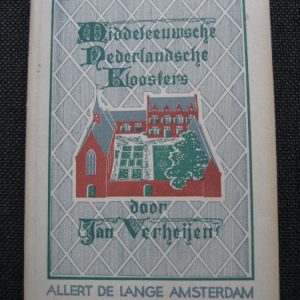 Middeleeuwsche
Nederlandsche
Kloosters
door
Jan Verheijen
ALLERT DE LANGE AMSTERDAM